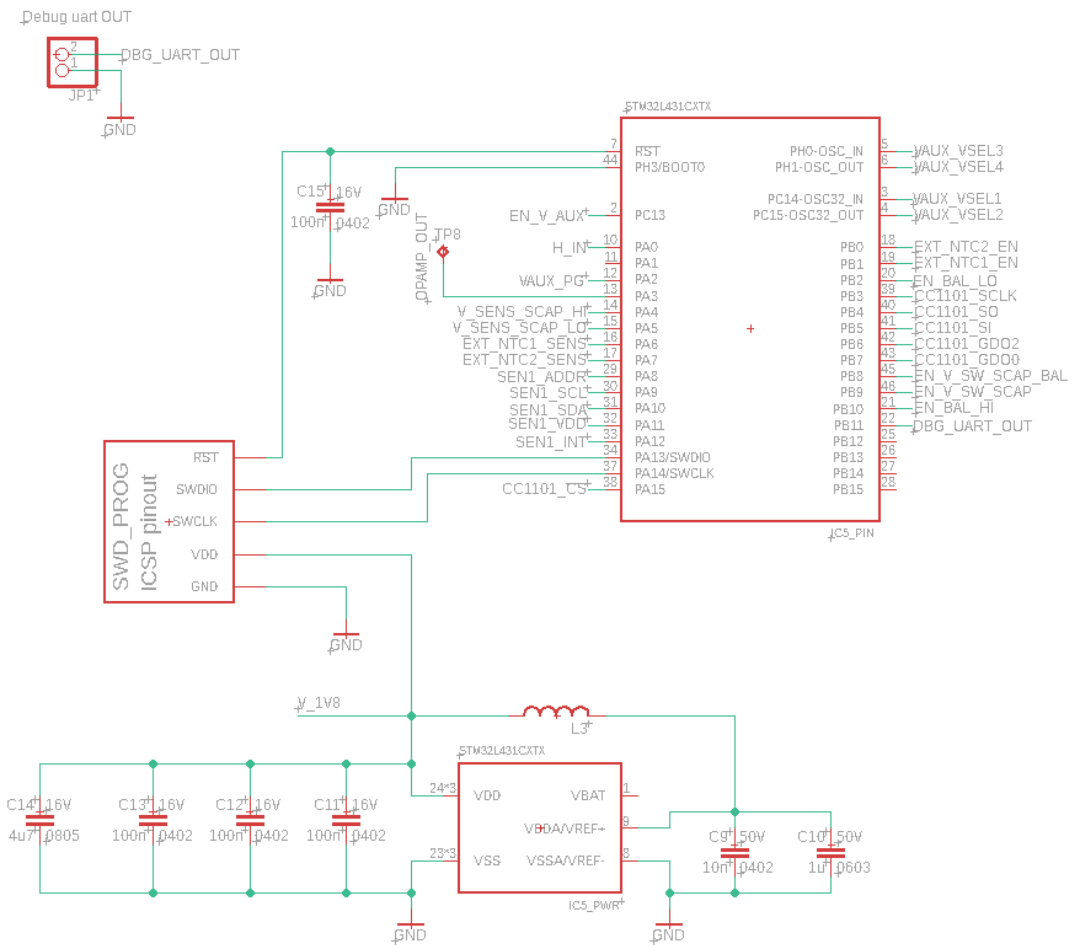 Debug uart OUT
2
DBG_UART_OUT
1
JP1
GND
STM32L431CXTX
7 RST
44 PH3/BOOT0
2 PC13
10 PA0
11 PA1
12 PA2
13 PA3
14 PA4
15 PA5
16 PA6
17 PA7
29 PA8
30 PA9
31 PA10
32 PA11
33 PA12
34 PA13/SWDIO
37 PA14/SWCLK
38 PA15
PH0-OSC_IN 5 VAUX_VSEL3
PH1-OSC_OUT 6 VAUX_VSEL4
PC14-OSC32_IN 3 VAUX_VSEL1
PC15-OSC32_OUT 4 VAUX_VSEL2
PB0 18 EXT_NTC2_EN
PB1 19 EXT_NTC1_EN
PB2 20 EN_BAL_LO
PB3 39 CC1101_SCLK
PB4 40 CC1101_SO
PB5 41 CC1101_SI
PB6 42 CC1101_GDO2
PB7 43 CC1101_GDO0
PB8 45 EN_V_SW_SCAP_BAL
PB9 46 EN_V_SW_SCAP
PB10 21 EN_BAL_HI
PB11 22 DBG_UART_OUT
PB12 25
PB13 26
PB14 27
PB15 28
IC5_PIN
C15 16V
100n 0402
GND
GND
OPAMP_OUT
TP8
EN_V_AUX
H_IN
VAUX_PG
V_SENS_SCAP_HI
V_SENS_SCAP_LO
EXT_NTC1_SENS
EXT_NTC2_SENS
SEN1_ADDR
SEN1_SCL
SEN1_SDA
SEN1_VDD
SEN1_INT
CC1101_CS
SWD_PROG
ICSP pinout
RST
SWDIO
SWCLK
VDD
GND
GND
V_1V8
L3
STM32L431CXTX
24*3 VDD
23*3 VSS
VBAT 1
VDDA/VREF+ 9
VSSA/VREF- 8
IC5_PWR
C14 16V
4u7 0805
C13 16V
100n 0402
C12 16V
100n 0402
C11 16V
100n 0402
C9 50V
10n 0402
C10 50V
1u 0603
GND
GND